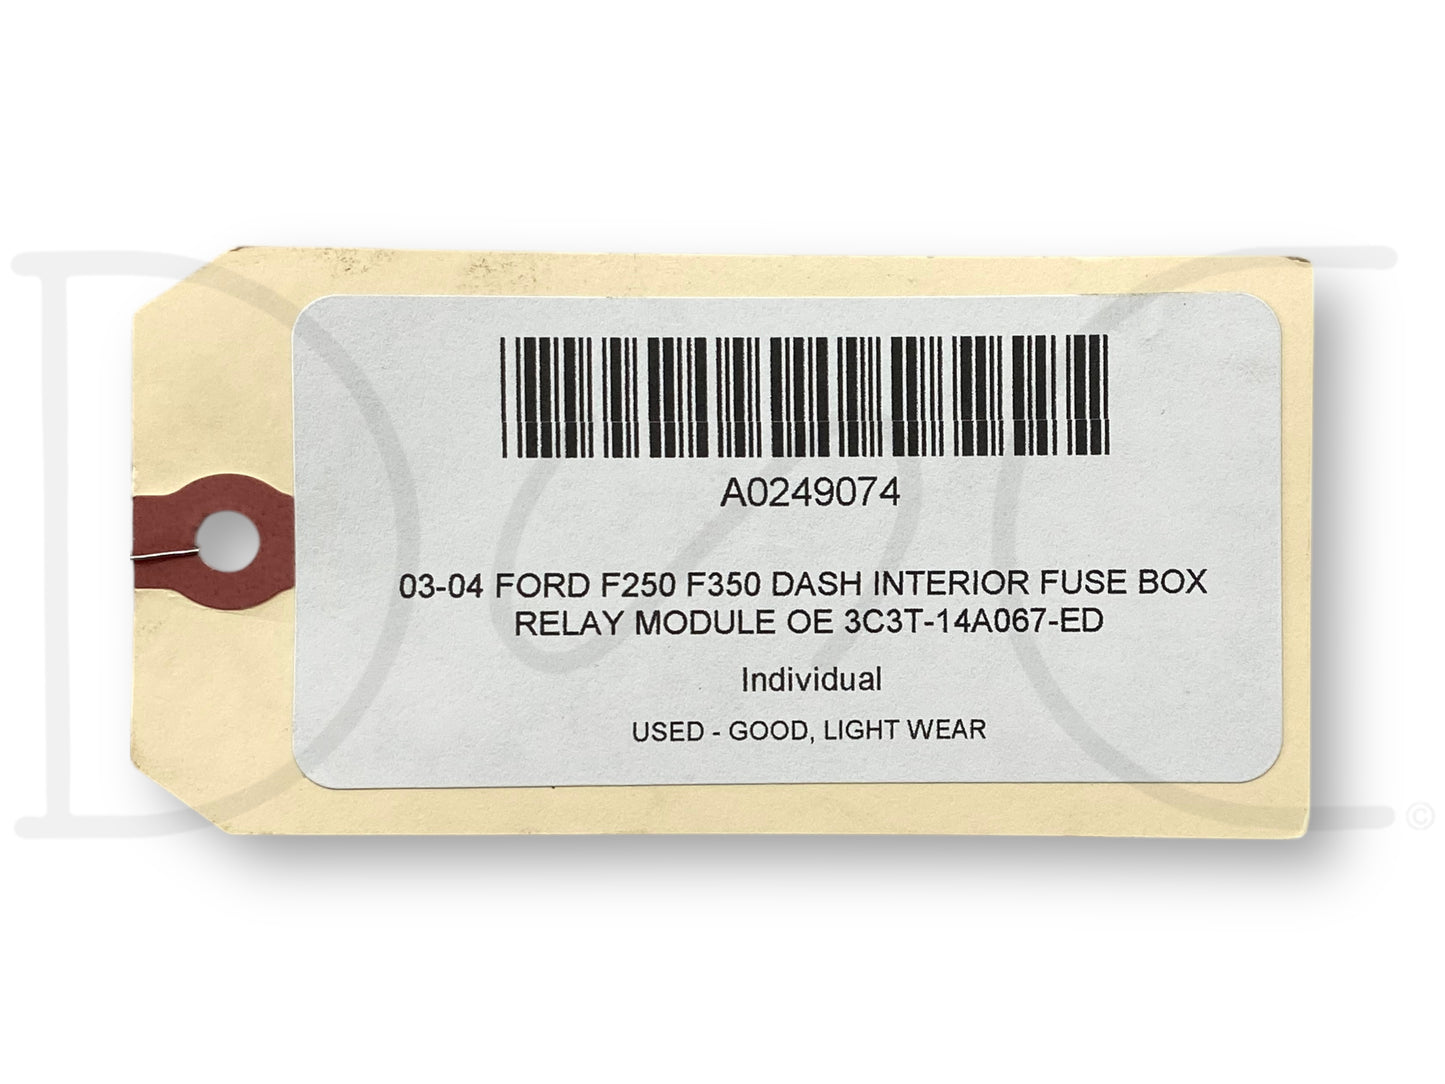 A0249074
03-04 FORD F250 F350 DASH INTERIOR FUSE BOX
RELAY MODULE OE 3C3T-14A067-ED
Individual
USED - GOOD, LIGHT WEAR
D&C
©